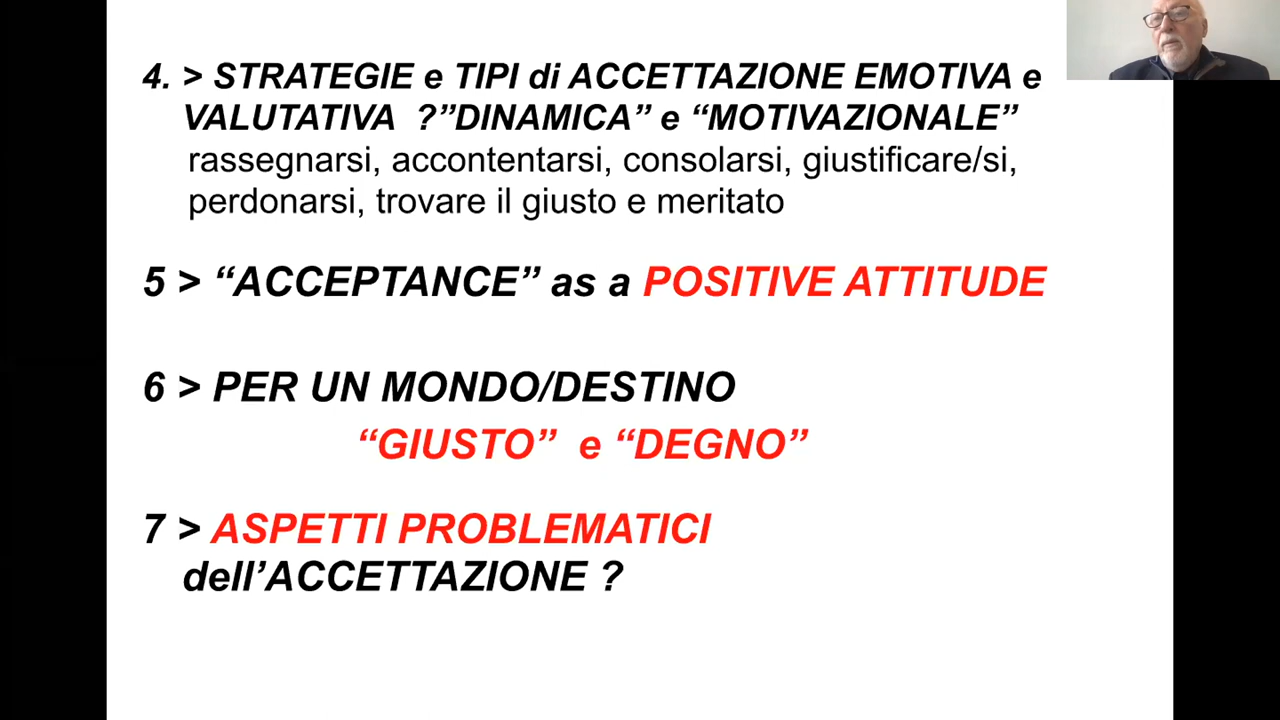 4. > STRATEGIE e TIPI di ACCETTAZIONE EMOTIVA e
VALUTATIVA ?”DINAMICA” e “MOTIVAZIONALE”
rassegnarsi, accontentarsi, consolarsi, giustificare/si,
perdonarsi, trovare il giusto e meritato
5 > “ACCEPTANCE” as a POSITIVE ATTITUDE
6 > PER UN MONDO/DESTINO
“GIUSTO” e “DEGNO”
7 > ASPETTI PROBLEMATICI
dell’ACCETTAZIONE ?